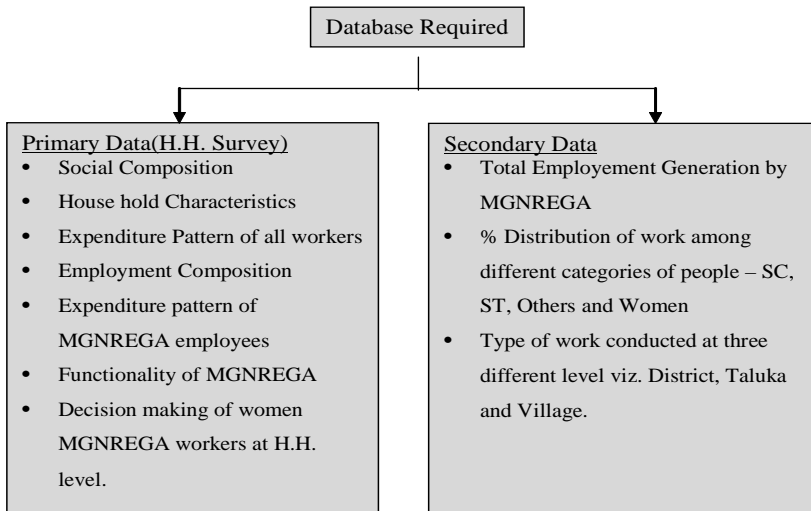 Database Required
Primary Data(H.H. Survey)
• Social Composition
• House hold Characteristics
• Expenditure Pattern of all workers
• Employment Composition
• Expenditure pattern of
MGNREGA employees
• Functionality of MGNREGA
• Decision making of women
MGNREGA workers at H.H.
level.
Secondary Data
• Total Employement Generation by
MGNREGA
• % Distribution of work among
different categories of people – SC,
ST, Others and Women
• Type of work conducted at three
different level viz. District, Taluka
and Village.